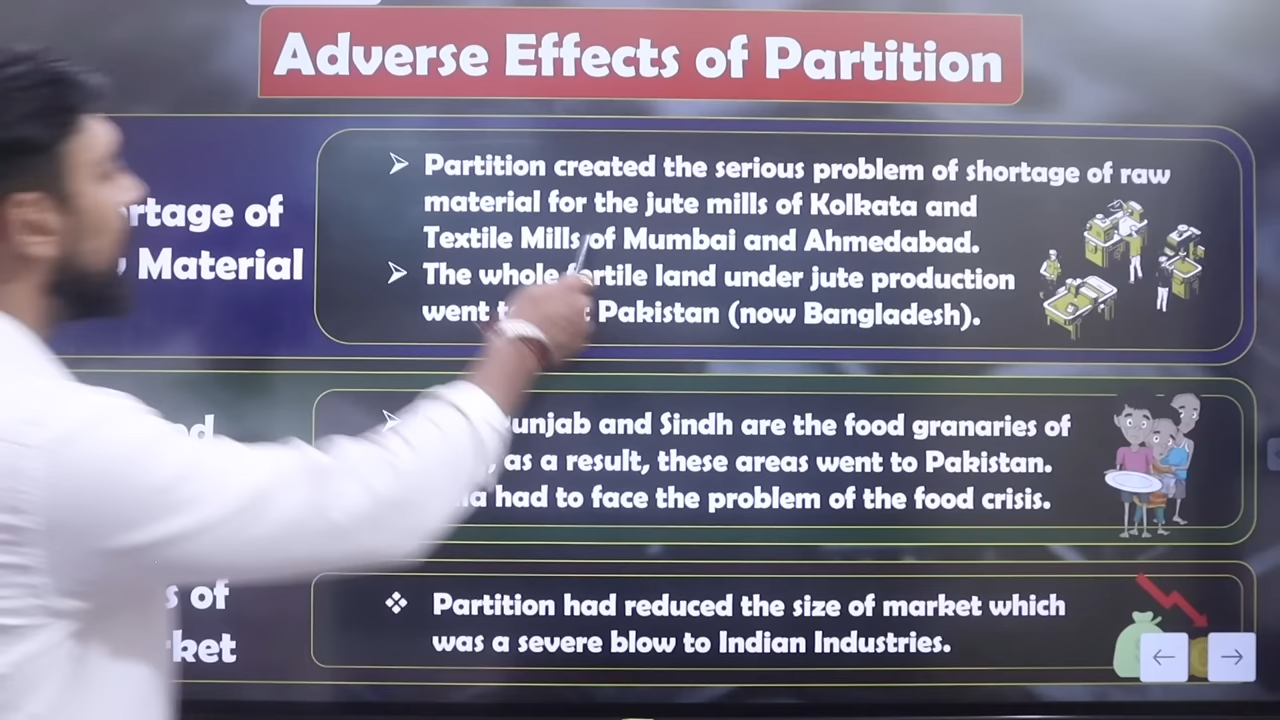 Adverse Effects of Partition
rtage of
Material
➢ Partition created the serious problem of shortage of raw
material for the jute mills of Kolkata and
Textile Mills of Mumbai and Ahmedabad.
➢ The whole fertile land under jute production
went Pakistan (now Bangladesh).
unjab and Sindh are the food granaries of
, as a result, these areas went to Pakistan.
had to face the problem of the food crisis.
s of
ket
❖ Partition had reduced the size of market which
was a severe blow to Indian Industries.